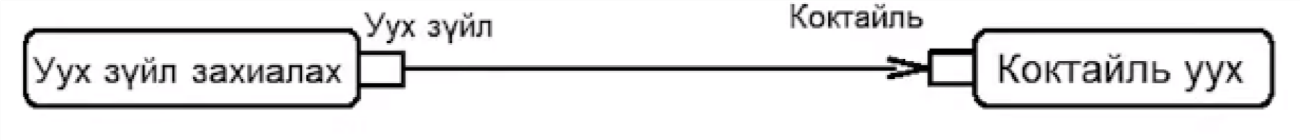 Уух зүйл
Коктайль
Уух зүйл захиалах
Коктайль уух